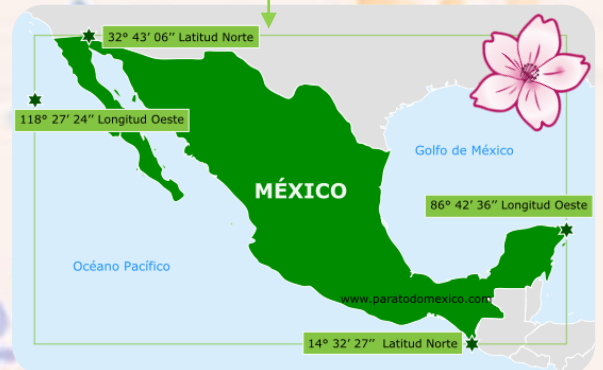 32° 43’ 06’’ Latitud Norte
118° 27’ 24’’ Longitud Oeste
Golfo de México
MÉXICO
86° 42’ 36’’ Longitud Oeste
Océano Pacífico
www.paratodomexico.com
14° 32’ 27’’ Latitud Norte